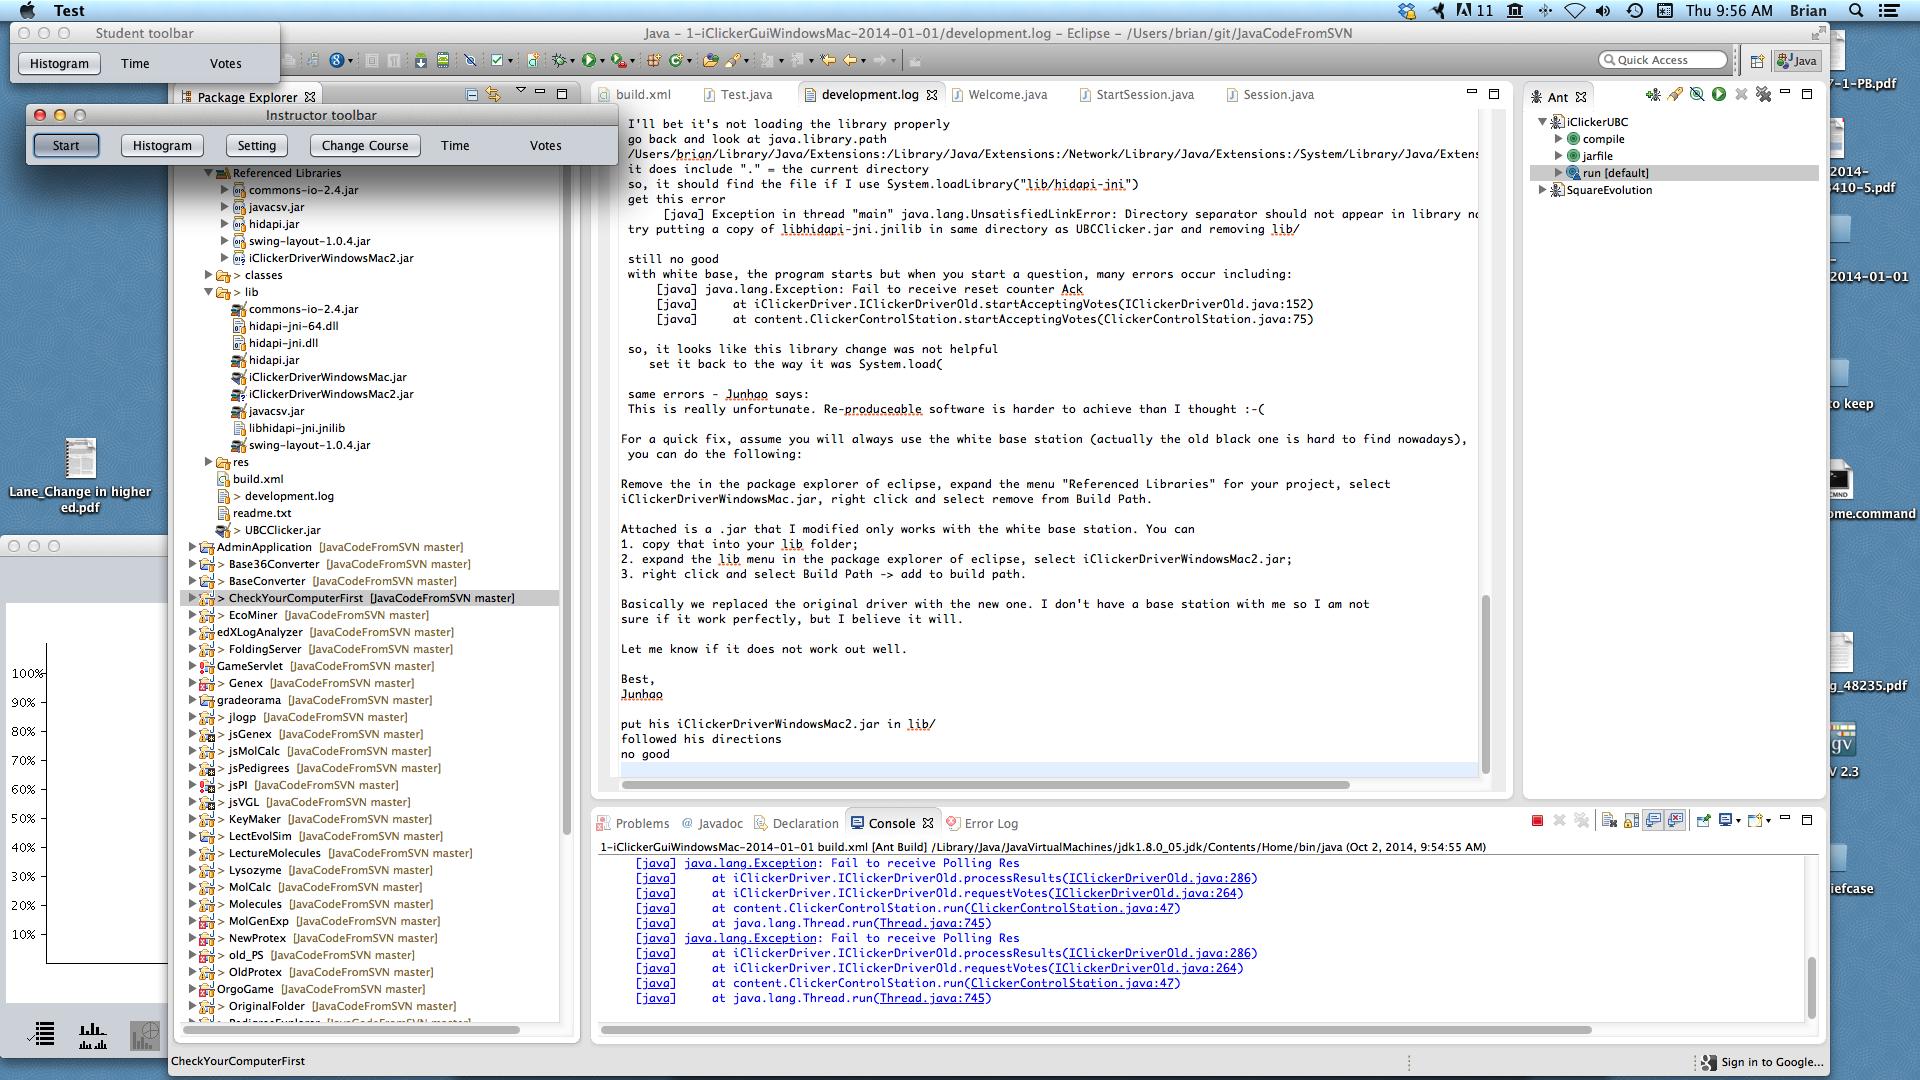 Test
11
Thu 9:56 AM
Brian
Student toolbar
Histogram
Time
Votes
Java – 1-iClickerGuiWindowsMac-2014-01-01/development.log – Eclipse – /Users/brian/git/JavaCodeFromSVN
Quick Access
Java
Package Explorer
Instructor toolbar
Start
Histogram
Setting
Change Course
Time
Votes
Referenced Libraries
commons-io-2.4.jar
javacsv.jar
hidapi.jar
swing-layout-1.0.4.jar
iClickerDriverWindowsMac2.jar
> classes
> lib
commons-io-2.4.jar
hidapi-jni-64.dll
hidapi-jni.dll
hidapi.jar
iClickerDriverWindowsMac.jar
iClickerDriverWindowsMac2.jar
javacsv.jar
libhidapi-jni.jnilib
swing-layout-1.0.4.jar
res
build.xml
> development.log
readme.txt
> UBCClicker.jar
AdminApplication [JavaCodeFromSVN master]
> Base36Converter [JavaCodeFromSVN master]
> BaseConverter [JavaCodeFromSVN master]
> CheckYourComputerFirst [JavaCodeFromSVN master]
> EcoMiner [JavaCodeFromSVN master]
edXLogAnalyzer [JavaCodeFromSVN master]
> FoldingServer [JavaCodeFromSVN master]
GameServlet [JavaCodeFromSVN master]
> Genex [JavaCodeFromSVN master]
gradeorama [JavaCodeFromSVN master]
> jlogp [JavaCodeFromSVN master]
> jsGenex [JavaCodeFromSVN master]
> jsMolCalc [JavaCodeFromSVN master]
> jsPedigrees [JavaCodeFromSVN master]
> jsPI [JavaCodeFromSVN master]
> jsVGL [JavaCodeFromSVN master]
> KeyMaker [JavaCodeFromSVN master]
> LectEvolSim [JavaCodeFromSVN master]
> LectureMolecules [JavaCodeFromSVN master]
> Lysozyme [JavaCodeFromSVN master]
> MolCalc [JavaCodeFromSVN master]
> Molecules [JavaCodeFromSVN master]
> MolGenExp [JavaCodeFromSVN master]
> NewProtex [JavaCodeFromSVN master]
> old_PS [JavaCodeFromSVN master]
> OldProtex [JavaCodeFromSVN master]
OrgoGame [JavaCodeFromSVN master]
> OriginalFolder [JavaCodeFromSVN master]
CheckYourComputerFirst
build.xml
Test.java
development.log
Welcome.java
StartSession.java
Session.java
I'll bet it's not loading the library properly
go back and look at java.library.path
/Users/brian/Library/Java/Extensions:/Library/Java/Extensions:/Network/Library/Java/Extensions:/System/Library/Java/Extens
it does include "." = the current directory
so, it should find the file if I use System.loadLibrary("lib/hidapi-jni")
get this error
[java] Exception in thread "main" java.lang.UnsatisfiedLinkError: Directory separator should not appear in library na
try putting a copy of libhidapi-jni.jnilib in same directory as UBCClicker.jar and removing lib/
still no good
with white base, the program starts but when you start a question, many errors occur including:
[java] java.lang.Exception: Fail to receive reset counter Ack
[java] at iClickerDriver.IClickerDriverOld.startAcceptingVotes(IClickerDriverOld.java:152)
[java] at content.ClickerControlStation.startAcceptingVotes(ClickerControlStation.java:75)
so, it looks like this library change was not helpful
set it back to the way it was System.load(
same errors - Junhao says:
This is really unfortunate. Re-produceable software is harder to achieve than I thought :-(
For a quick fix, assume you will always use the white base station (actually the old black one is hard to find nowadays),
you can do the following:
Remove the in the package explorer of eclipse, expand the menu "Referenced Libraries" for your project, select
iClickerDriverWindowsMac.jar, right click and select remove from Build Path.
Attached is a .jar that I modified only works with the white base station. You can
1. copy that into your lib folder;
2. expand the lib menu in the package explorer of eclipse, select iClickerDriverWindowsMac2.jar;
3. right click and select Build Path -> add to build path.
Basically we replaced the original driver with the new one. I don't have a base station with me so I am not
sure if it work perfectly, but I believe it will.
Let me know if it does not work out well.
Best,
Junhao
put his iClickerDriverWindowsMac2.jar in lib/
followed his directions
no good
Ant
iClickerUBC
compile
jarfile
run [default]
SquareEvolution
Problems
@ Javadoc
Declaration
Console
Error Log
1-iClickerGuiWindowsMac-2014-01-01 build.xml [Ant Build] /Library/Java/JavaVirtualMachines/jdk1.8.0_05.jdk/Contents/Home/bin/java (Oct 2, 2014, 9:54:55 AM)
[java] java.lang.Exception: Fail to receive Polling Res
[java] at iClickerDriver.IClickerDriverOld.processResults(IClickerDriverOld.java:286)
[java] at iClickerDriver.IClickerDriverOld.requestVotes(IClickerDriverOld.java:264)
[java] at content.ClickerControlStation.run(ClickerControlStation.java:47)
[java] at java.lang.Thread.run(Thread.java:745)
[java] java.lang.Exception: Fail to receive Polling Res
[java] at iClickerDriver.IClickerDriverOld.processResults(IClickerDriverOld.java:286)
[java] at iClickerDriver.IClickerDriverOld.requestVotes(IClickerDriverOld.java:264)
[java] at content.ClickerControlStation.run(ClickerControlStation.java:47)
[java] at java.lang.Thread.run(Thread.java:745)
Sign in to Google...
Lane_Change in higher
ed.pdf
100%
90%
80%
70%
60%
50%
40%
30%
20%
10%
7-1-PB.pdf
2014-
3410-5.pdf
2014-01-01
to keep
CMND
ome.command
g_48235.pdf
gv
V 2.3
iefcase